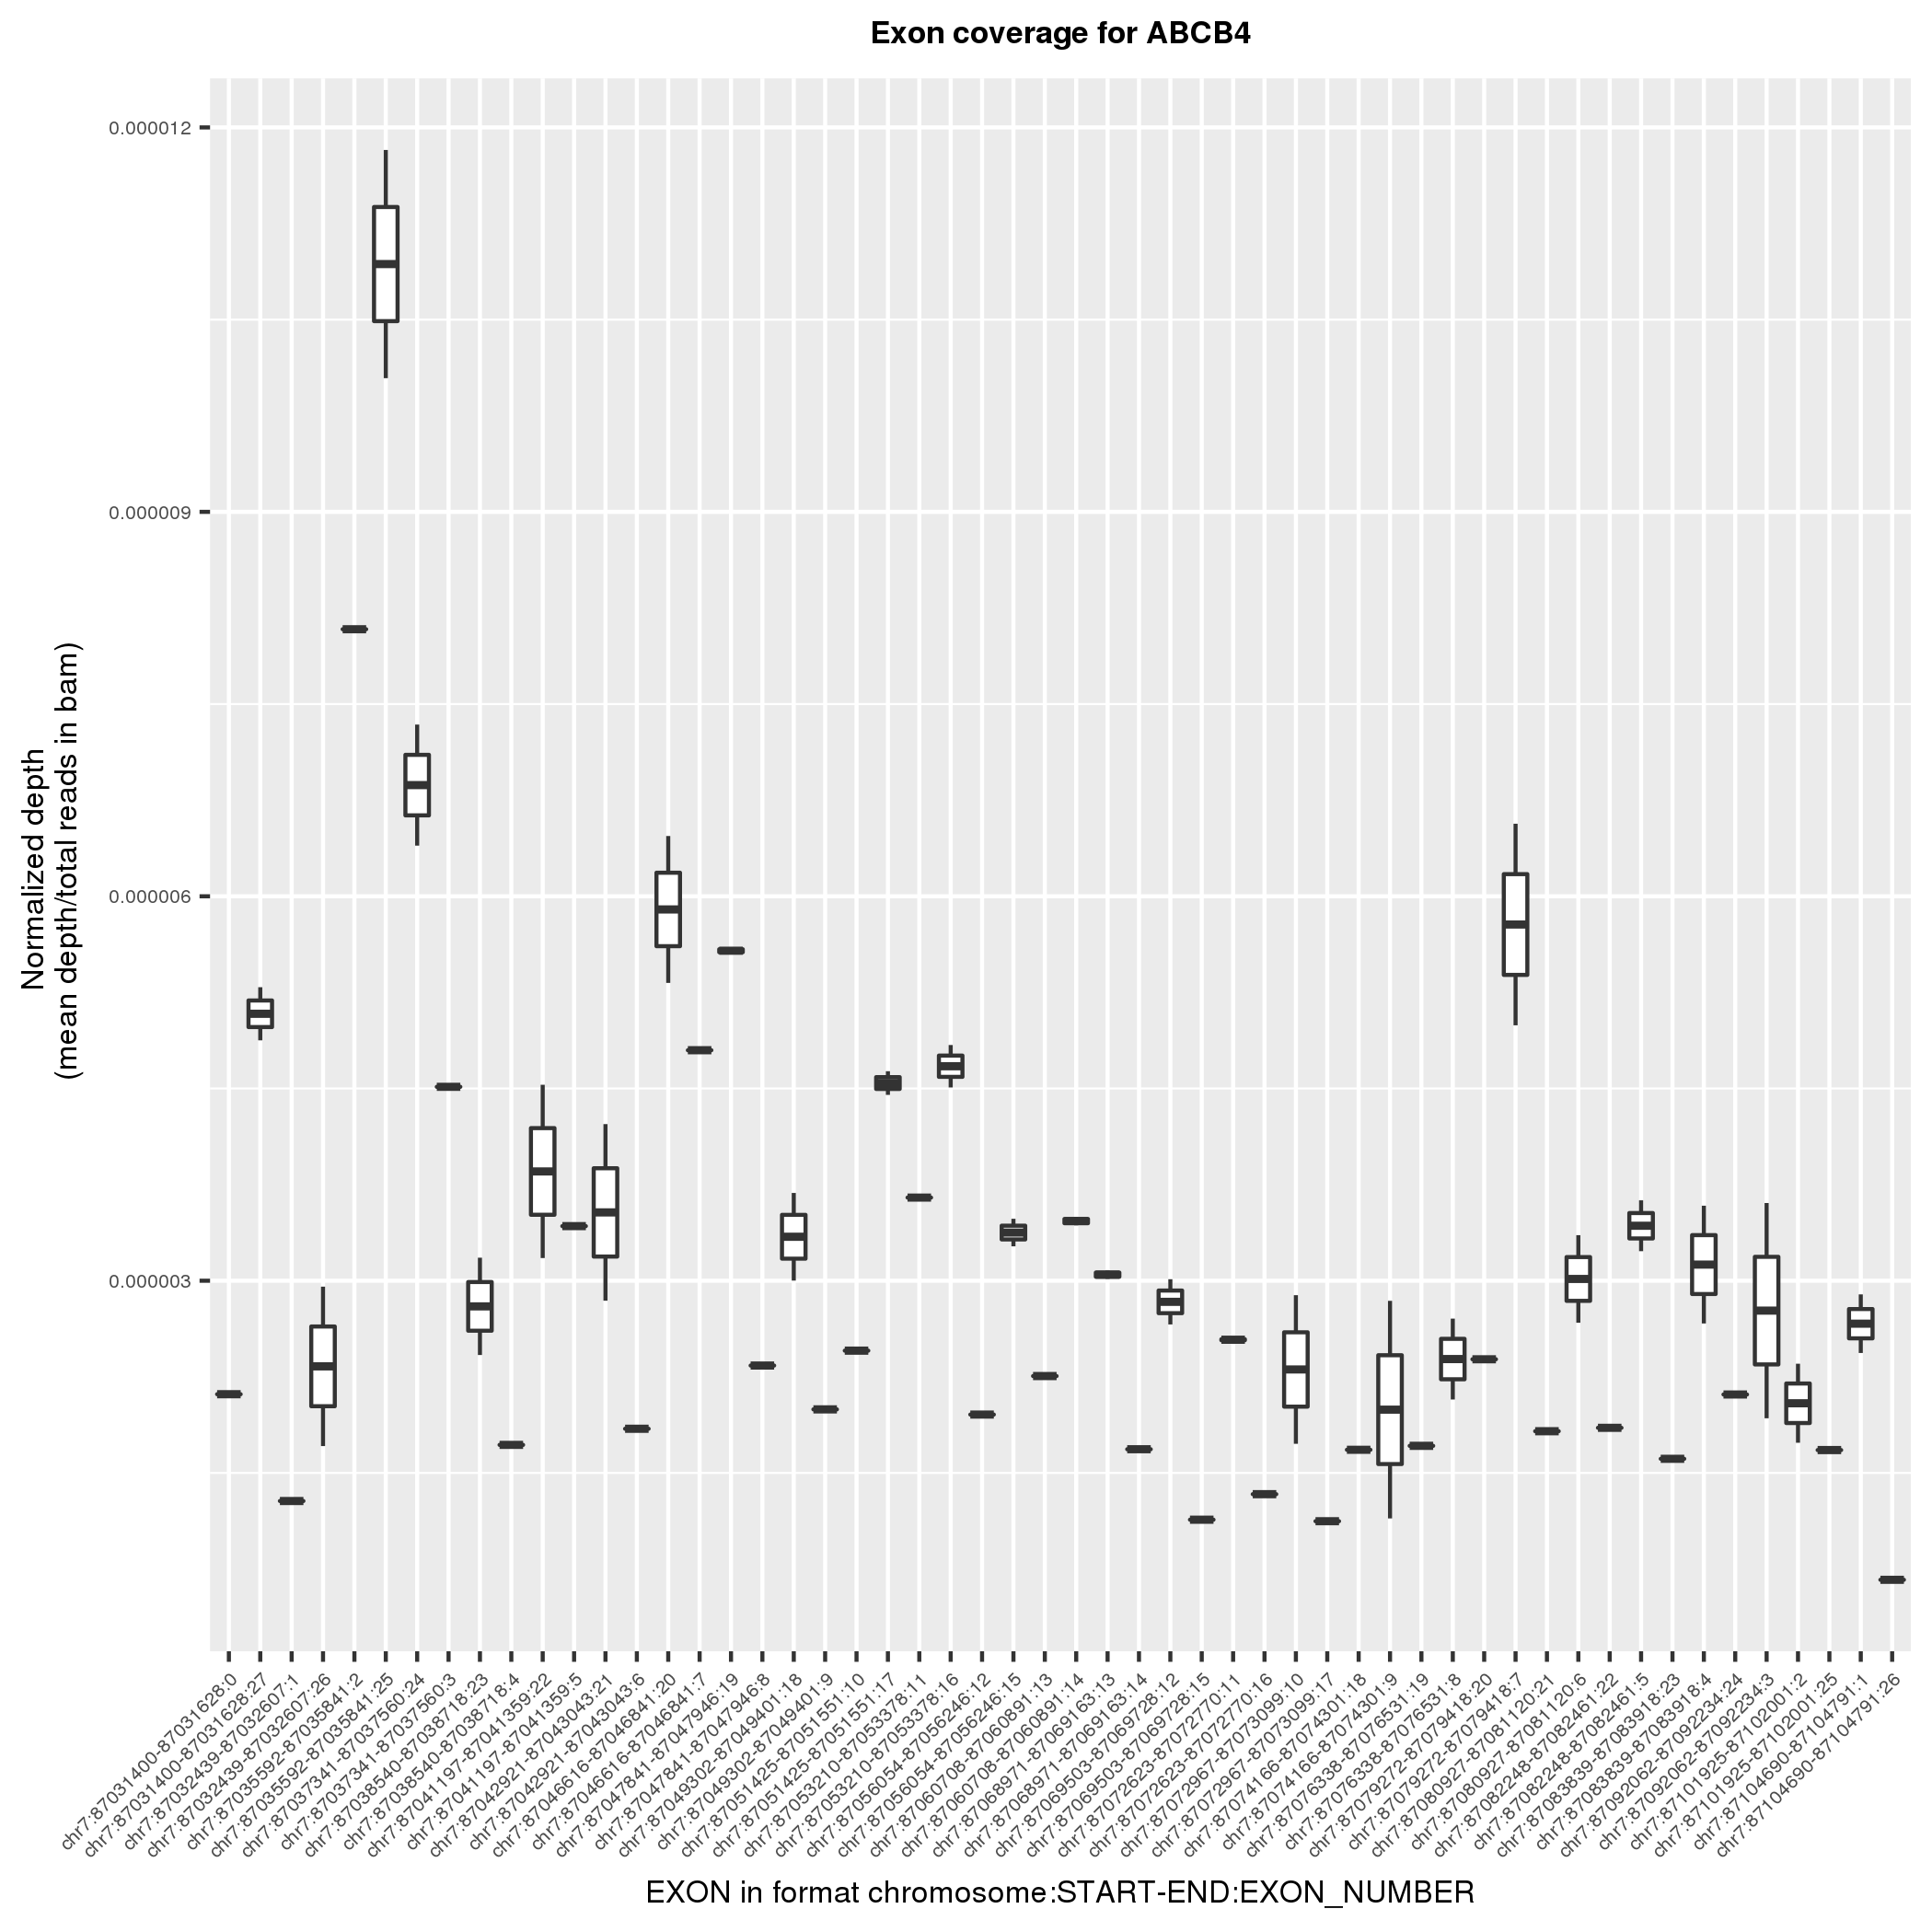 Exon coverage for ABCB4
0.000012
0.000009
0.000006
0.000003
Normalized depth
(mean depth/total reads in bam)
chr7:87031400-87031628:0
chr7:87031400-87031628:27
chr7:87032439-87032607:1
chr7:87032439-87032607:26
chr7:87035592-87035841:2
chr7:87035592-87035841:25
chr7:87037341-87037560:24
chr7:87037341-87037560:3
chr7:87038540-87038718:23
chr7:87038540-87038718:4
chr7:87041197-87041359:22
chr7:87041197-87041359:5
chr7:87042921-87043043:21
chr7:87042921-87043043:6
chr7:87046616-87046841:20
chr7:87046616-87046841:7
chr7:87047841-87047946:19
chr7:87047841-87047946:8
chr7:87049302-87049401:18
chr7:87049302-87049401:9
chr7:87051425-87051551:10
chr7:87051425-87051551:17
chr7:87053210-87053378:11
chr7:87053210-87053378:16
chr7:87056054-87056246:12
chr7:87056054-87056246:15
chr7:87060708-87060891:13
chr7:87060708-87060891:14
chr7:87068971-87069163:13
chr7:87068971-87069163:14
chr7:87069503-87069728:12
chr7:87069503-87069728:15
chr7:87072623-87072770:11
chr7:87072623-87072770:16
chr7:87072967-87073099:10
chr7:87072967-87073099:17
chr7:87074166-87074301:18
chr7:87074166-87074301:9
chr7:87076338-87076531:19
chr7:87076338-87076531:8
chr7:87079272-87079418:20
chr7:87079272-87079418:7
chr7:87080927-87081120:21
chr7:87080927-87081120:6
chr7:87082248-87082461:22
chr7:87082248-87082461:5
chr7:87083839-87083918:23
chr7:87083839-87083918:4
chr7:87092062-87092234:24
chr7:87092062-87092234:3
chr7:87101925-87102001:2
chr7:87101925-87102001:25
chr7:87104690-87104791:1
chr7:87104690-87104791:26
EXON in format chromosome:START-END:EXON_NUMBER